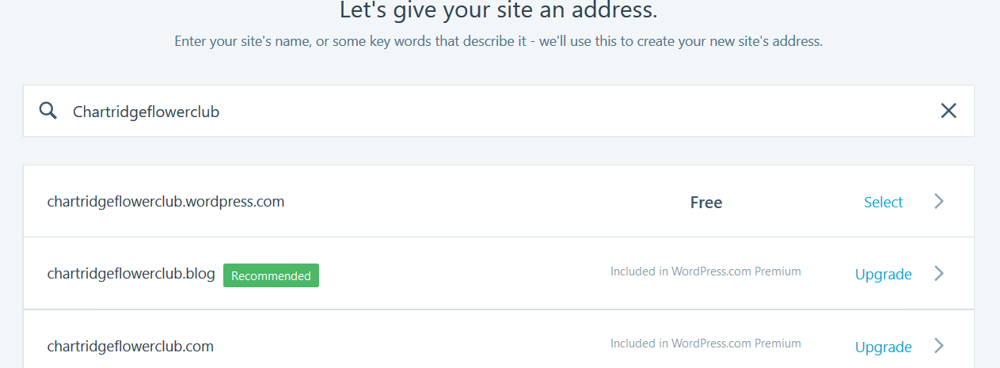 Let's give your site an address.
Enter your site's name, or some key words that describe it - we'll use this to create your new site's address.
Chartridgeflowerclub
chartridgeflowerclub.wordpress.com Free Select
chartridgeflowerclub.blog Recommended Included in WordPress.com Premium Upgrade
chartridgeflowerclub.com Included in WordPress.com Premium Upgrade